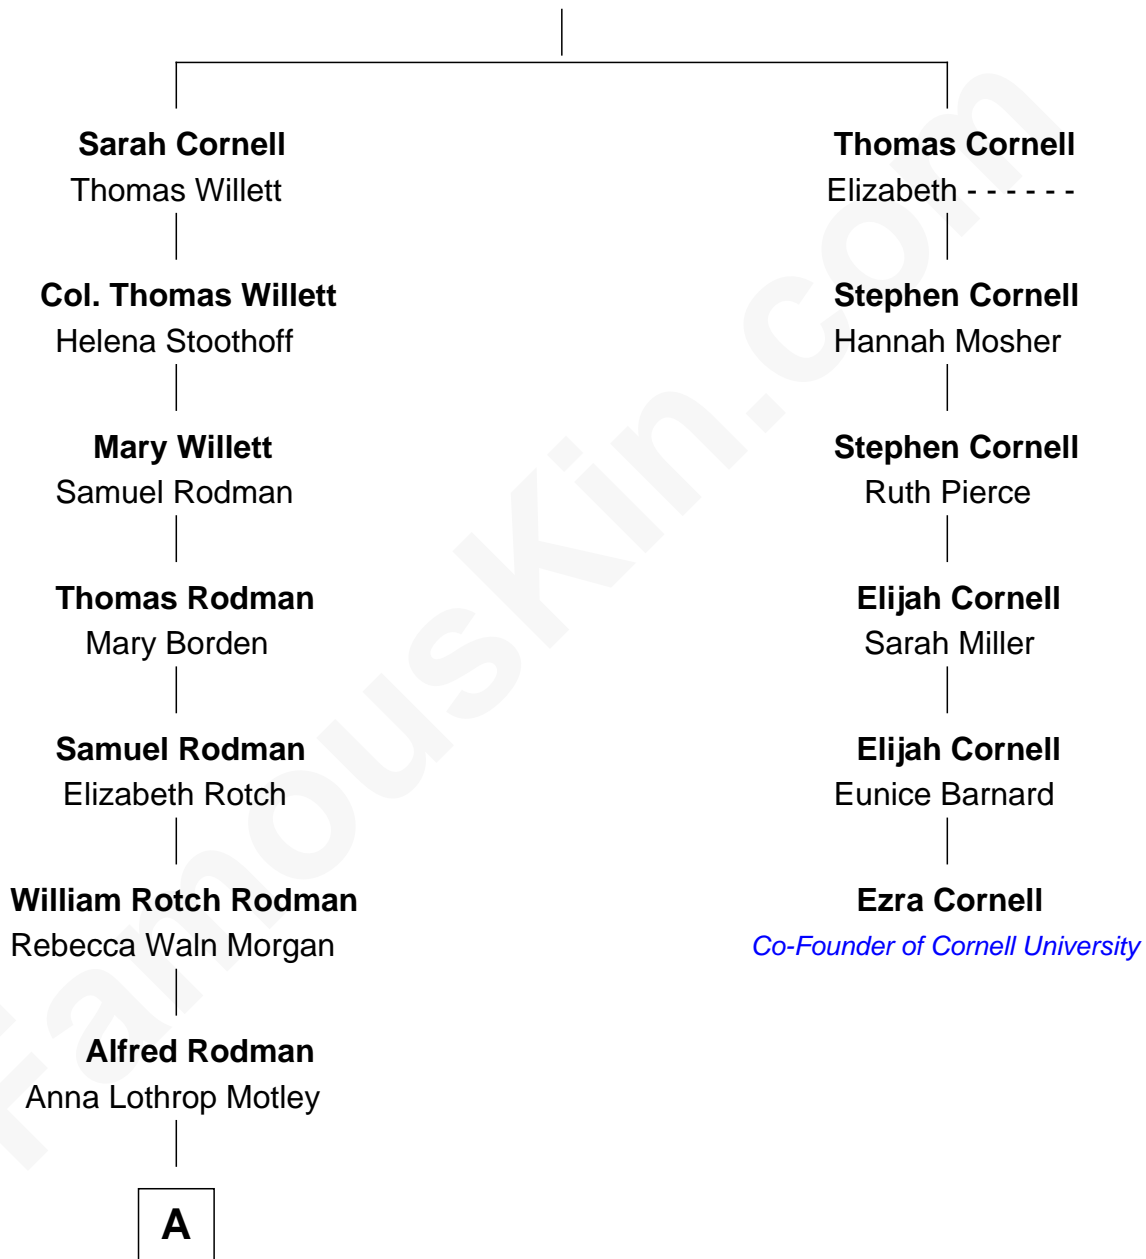 Sarah Cornell
Thomas Willett
Col. Thomas Willett
Helena Stoothoff
Mary Willett
Samuel Rodman
Thomas Rodman
Mary Borden
Samuel Rodman
Elizabeth Rotch
William Rotch Rodman
Rebecca Waln Morgan
Alfred Rodman
Anna Lothrop Motley
A
Thomas Cornell
Elizabeth - - - - - -
Stephen Cornell
Hannah Mosher
Stephen Cornell
Ruth Pierce
Elijah Cornell
Sarah Miller
Elijah Cornell
Eunice Barnard
Ezra Cornell
Co-Founder of Cornell University
FamousKin.com